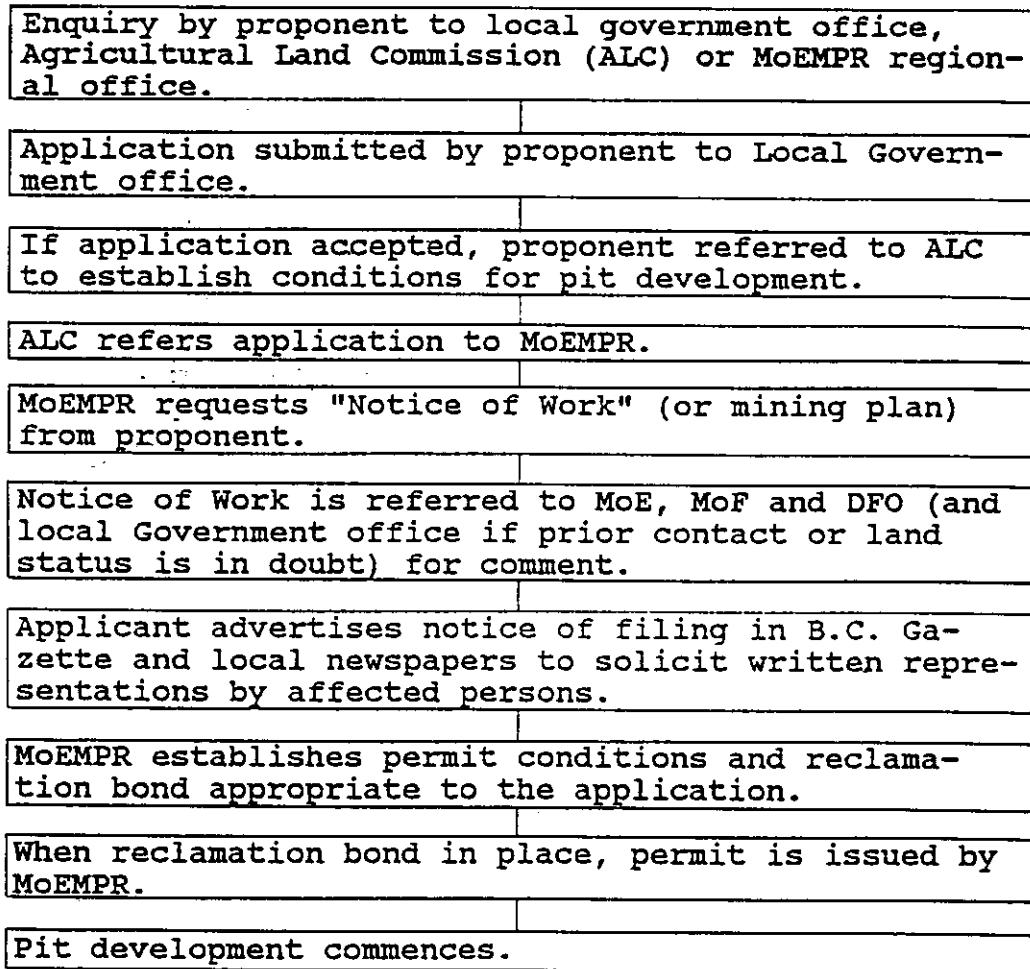 Enquiry by proponent to local government office,
Agricultural Land Commission (ALC) or MoEMPR region-
al office.
Application submitted by proponent to Local Govern-
ment office.
If application accepted, proponent referred to ALC
to establish conditions for pit development.
ALC refers application to MoEMPR.
MoEMPR requests "Notice of Work" (or mining plan)
from proponent.
Notice of Work is referred to MoE, MoF and DFO (and
local Government office if prior contact or land
status is in doubt) for comment.
Applicant advertises notice of filing in B.C. Ga-
zette and local newspapers to solicit written repre-
sentations by affected persons.
MoEMPR establishes permit conditions and reclama-
tion bond appropriate to the application.
When reclamation bond in place, permit is issued by
MoEMPR.
Pit development commences.